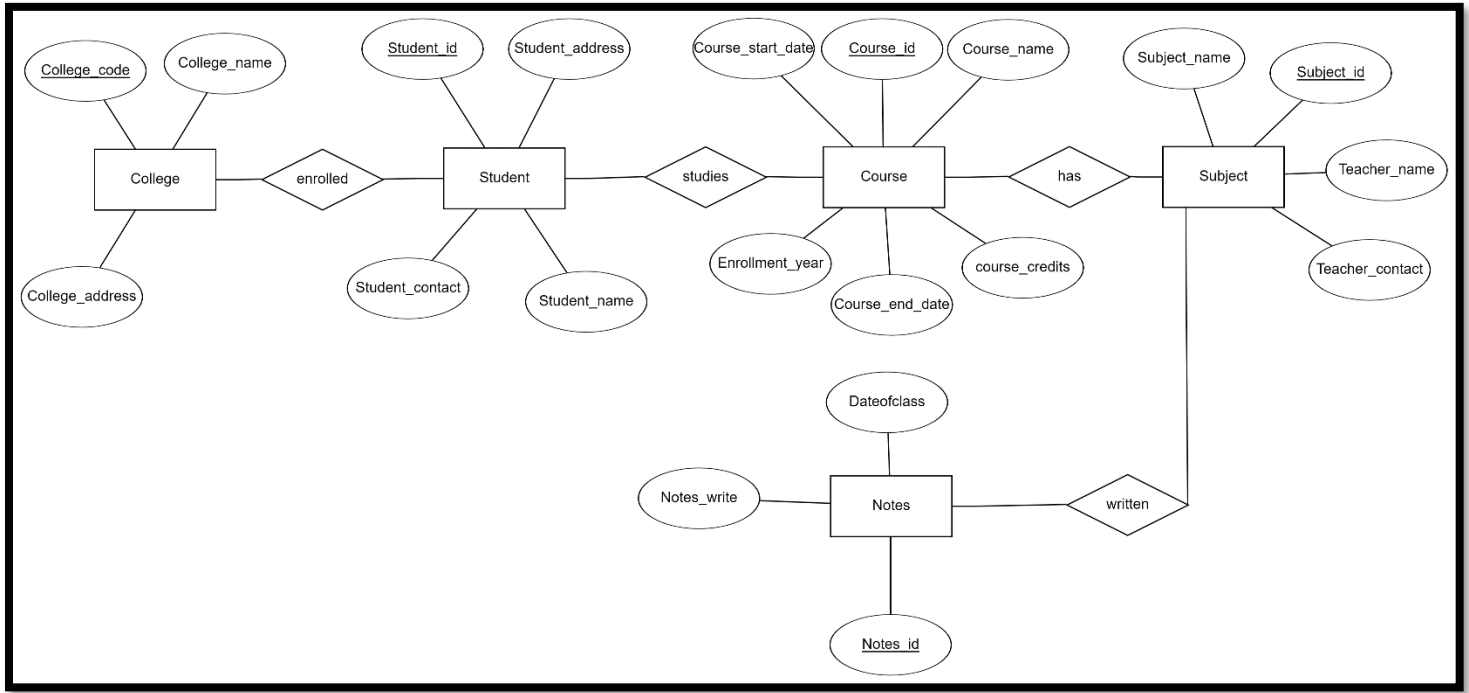 College_code
College_name
Student_id
Student_address
Course_start_date
Course_id
Course_name
Subject_name
Subject_id
College
enrolled
Student
studies
Course
has
Subject
Teacher_name
College_address
Student_contact
Student_name
Enrollment_year
Course_end_date
course_credits
Teacher_contact
Dateofclass
Notes_write
Notes
written
Notes_id